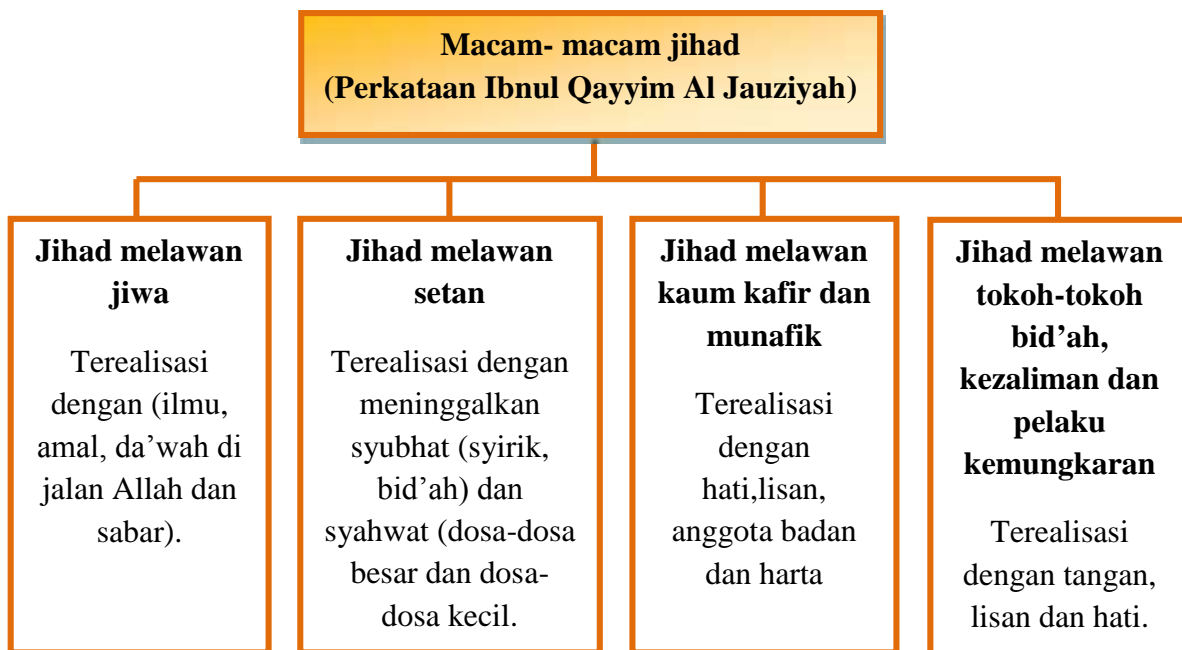 Macam- macam jihad
(Perkataan Ibnul Qayyim Al Jauziyah)
Jihad melawan
jiwa
Terealisasi
dengan (ilmu,
amal, da’wah di
jalan Allah dan
sabar).
Jihad melawan
setan
Terealisasi dengan
meninggalkan
syubhat (syirik,
bid’ah) dan
syahwat (dosa-dosa
besar dan dosa-
dosa kecil.
Jihad melawan
kaum kafir dan
munafik
Terealisasi
dengan
hati,lisan,
anggota badan
dan harta
Jihad melawan
tokoh-tokoh
bid’ah,
kezaliman dan
pelaku
kemungkaran
Terealisasi
dengan tangan,
lisan dan hati.